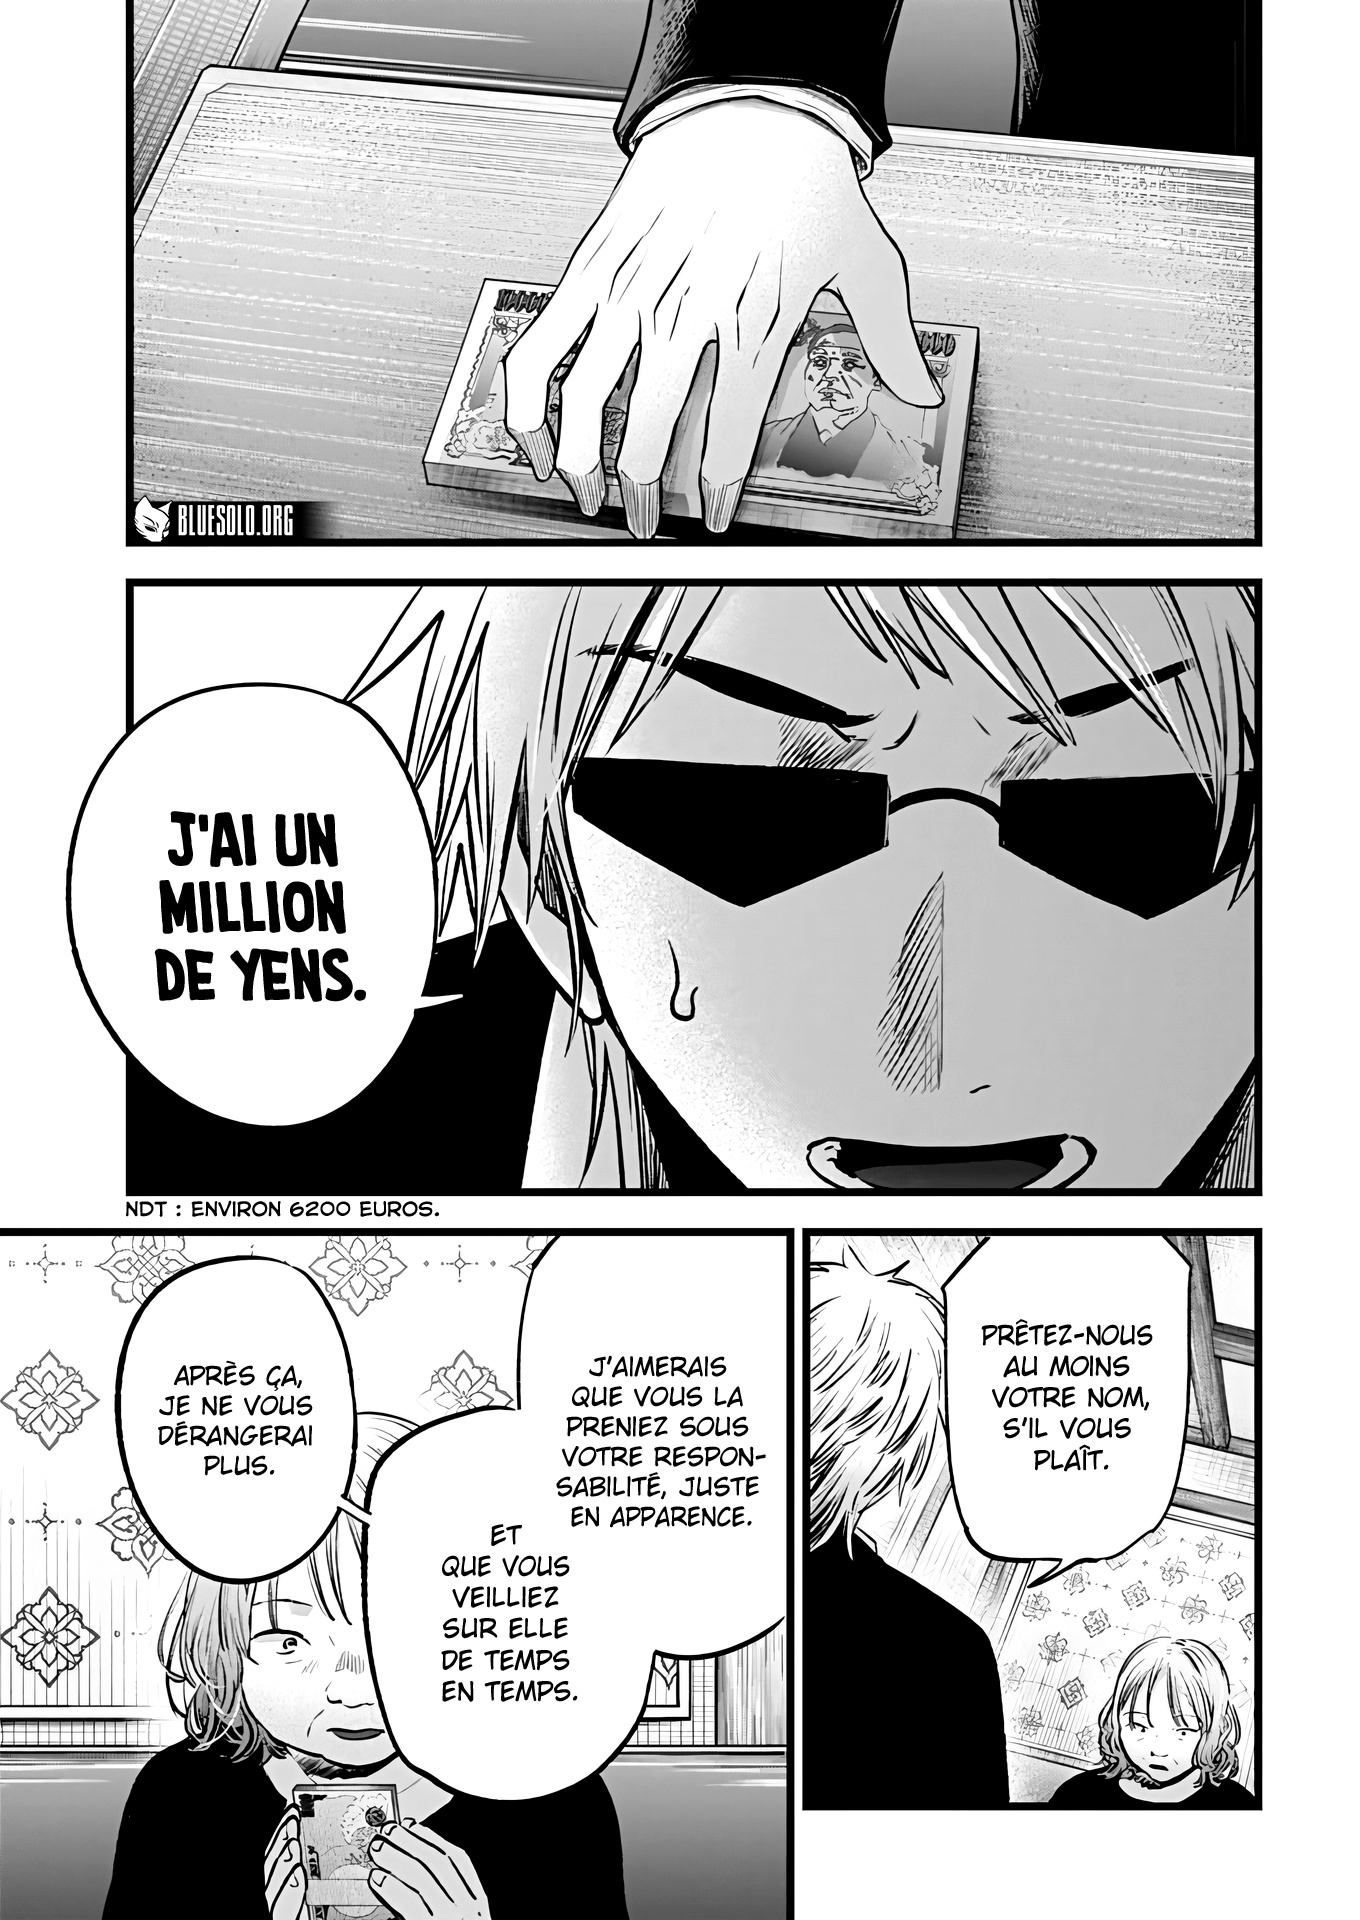 BLUESOLO.ORG
J'AI UN
MILLION
DE YENS.
NDT : ENVIRON 6200 EUROS.
PRÊTEZ-NOUS
AU MOINS
VOTRE NOM,
S'IL VOUS
PLAÎT.
J'AIMERAIS
QUE VOUS LA
PRENIEZ SOUS
VOTRE RESPON-
SABILITÉ, JUSTE
EN APPARENCE.
ET
QUE VOUS
VEILLIEZ
SUR ELLE
DE TEMPS
EN TEMPS.
APRÈS ÇA,
JE NE VOUS
DÉRANGERAI
PLUS.